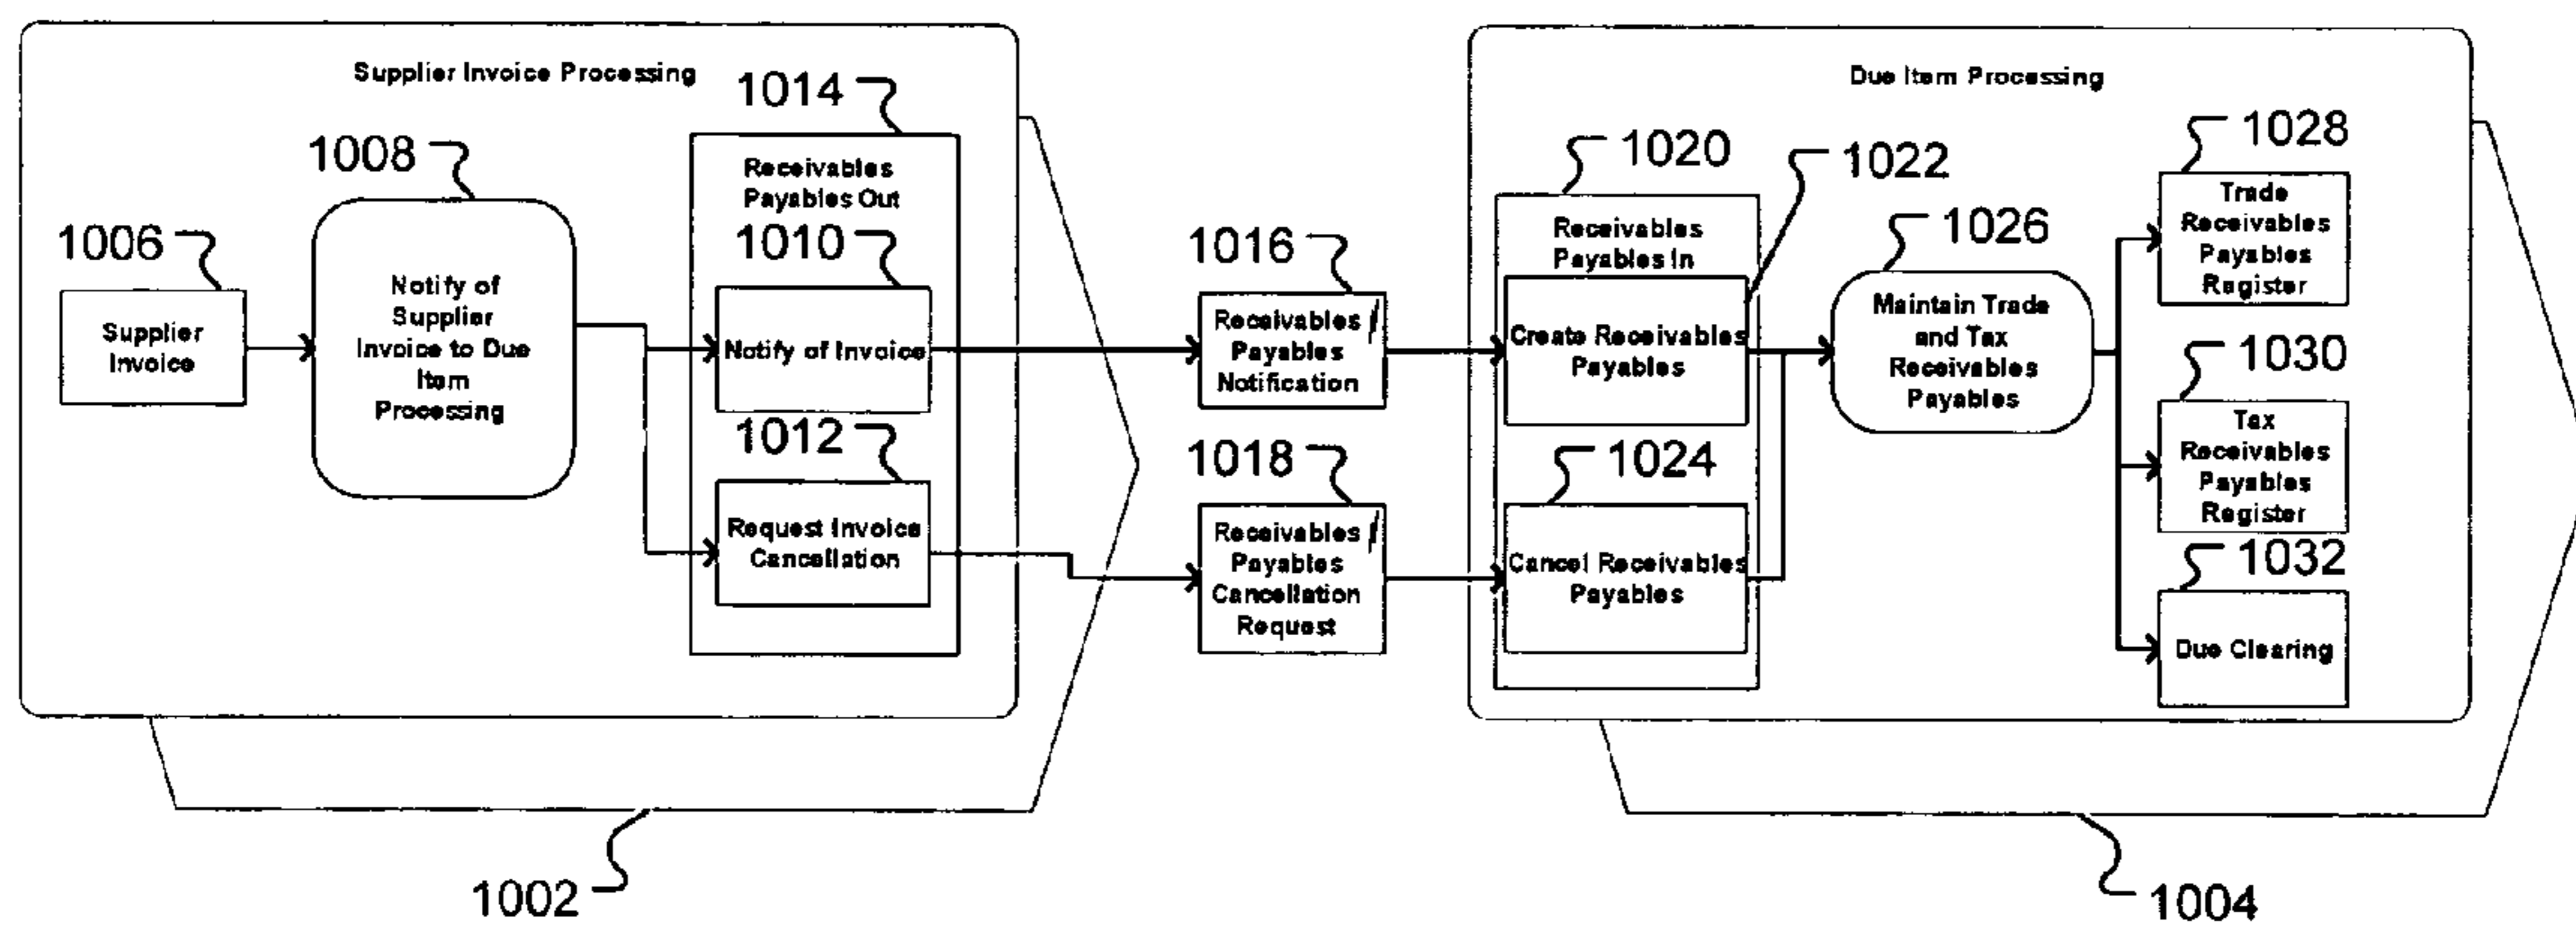 Supplier Invoice Processing
1014
1008
Receivables
Payables Out
1006
1010
Supplier
Invoice
Notify of
Supplier
Invoice to Due
Item
Processing
Notify of Invoice
1012
Request Invoice
Cancellation
1002
1016
Receivables
Payables
Notification
1018
Receivables
Payables
Cancellation
Request
Due Item Processing
1020
1022
Receivables
Payables In
Create Receivables
Payables
1024
Cancel Receivables
Payables
1026
Maintain Trade
and Tax
Receivables
Payables
1028
Trade
Receivables
Payables
Register
1030
Tax
Receivables
Payables
Register
1032
Due Clearing
1004